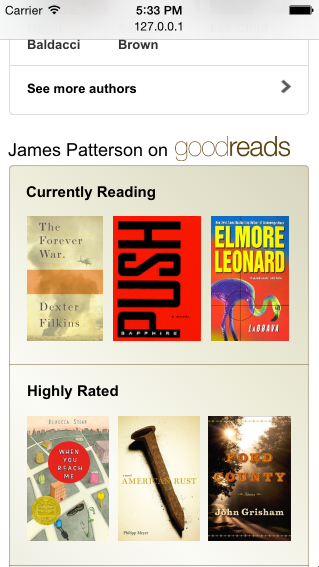 Carrier 5:33 PM
127.0.0.1
Baldacci Brown
See more authors
James Patterson on goodreads
Currently Reading
The
Forever
War.
Dexter
Filkins
PUSH
A NOVEL
SAPPHIRE
ELMORE
LEONARD
LaBRAVA
Highly Rated
REBECCA STEAD
WHEN
YOU REACH
ME
a novel
AMERICAN RUST
Philipp Meyer
FORD
COUNTY
John Grisham